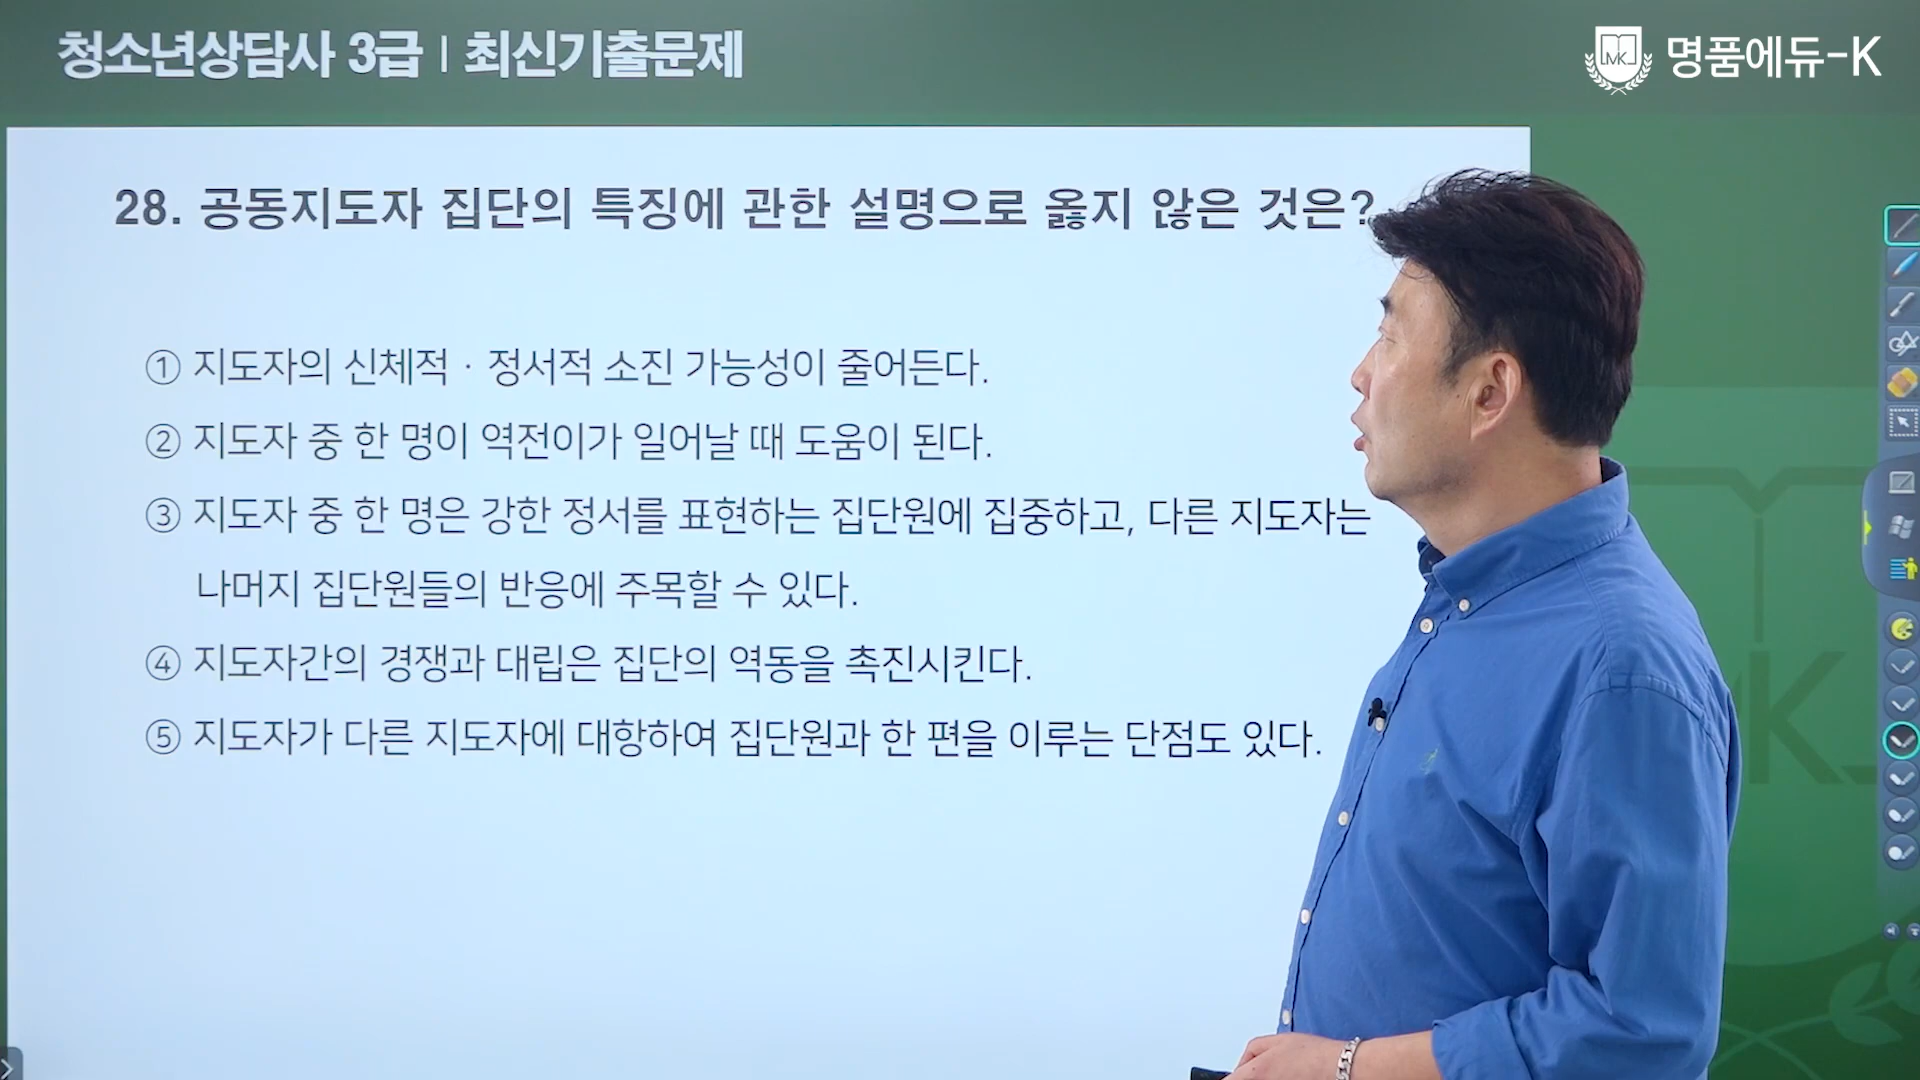 청소년상담사 3급 | 최신기출문제
MK 명품에듀-K
28. 공동지도자 집단의 특징에 관한 설명으로 옳지 않은 것은?
① 지도자의 신체적 · 정서적 소진 가능성이 줄어든다.
② 지도자 중 한 명이 역전이가 일어날 때 도움이 된다.
③ 지도자 중 한 명은 강한 정서를 표현하는 집단원에 집중하고, 다른 지도자는
나머지 집단원들의 반응에 주목할 수 있다.
④ 지도자간의 경쟁과 대립은 집단의 역동을 촉진시킨다.
⑤ 지도자가 다른 지도자에 대항하여 집단원과 한 편을 이루는 단점도 있다.